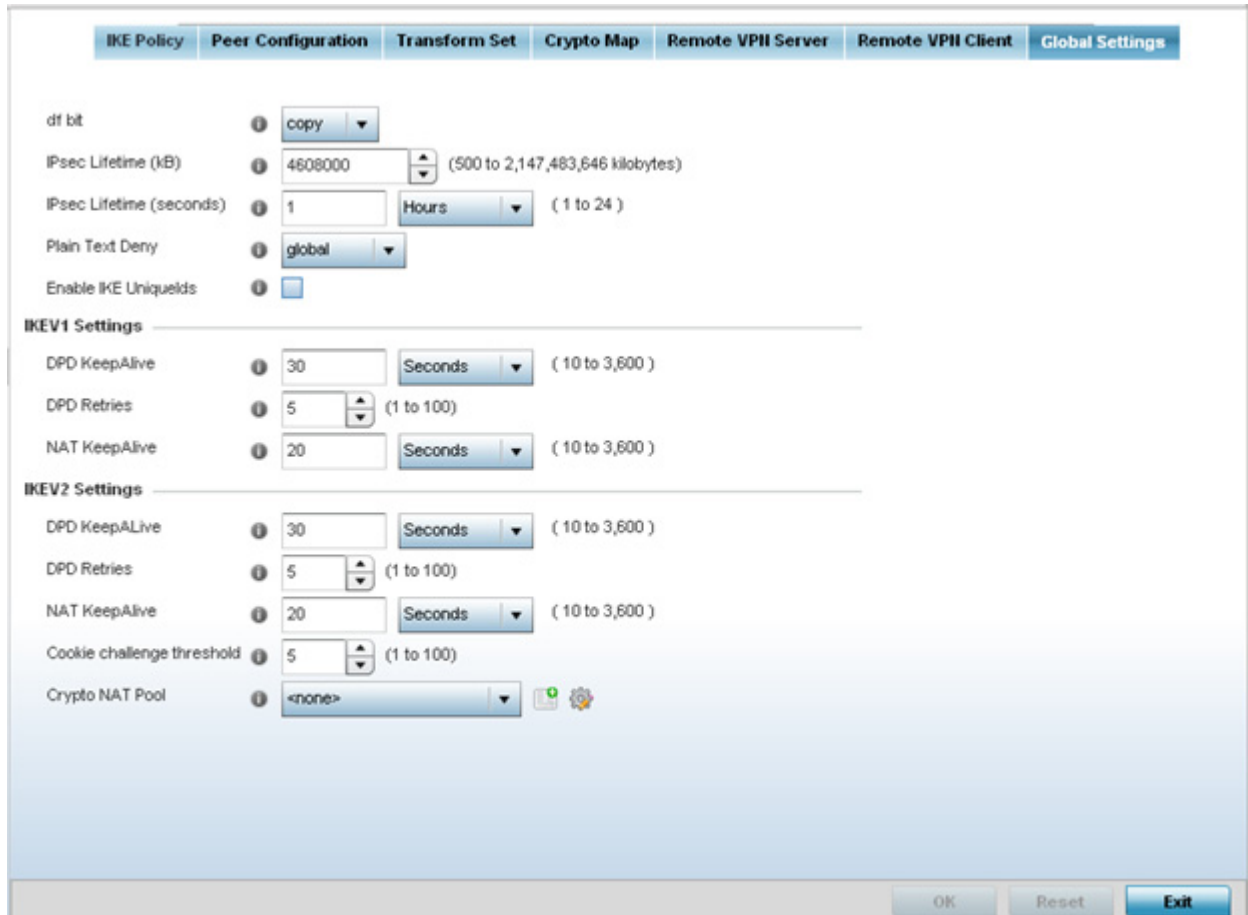 IKE Policy Peer Configuration Transform Set Crypto Map Remote VPN Server Remote VPN Client Global Settings
df bit copy
IPsec Lifetime (kB) 4608000 (500 to 2,147,483,646 kilobytes)
IPsec Lifetime (seconds) 1 Hours ( 1 to 24 )
Plain Text Deny global
Enable IKE UniqueIds
IKEV1 Settings
DPD KeepAlive 30 Seconds ( 10 to 3,600 )
DPD Retries 5 (1 to 100)
NAT KeepAlive 20 Seconds ( 10 to 3,600 )
IKEV2 Settings
DPD KeepALive 30 Seconds ( 10 to 3,600 )
DPD Retries 5 (1 to 100)
NAT KeepAlive 20 Seconds ( 10 to 3,600 )
Cookie challenge threshold 5 (1 to 100)
Crypto NAT Pool <none>
OK Reset Exit